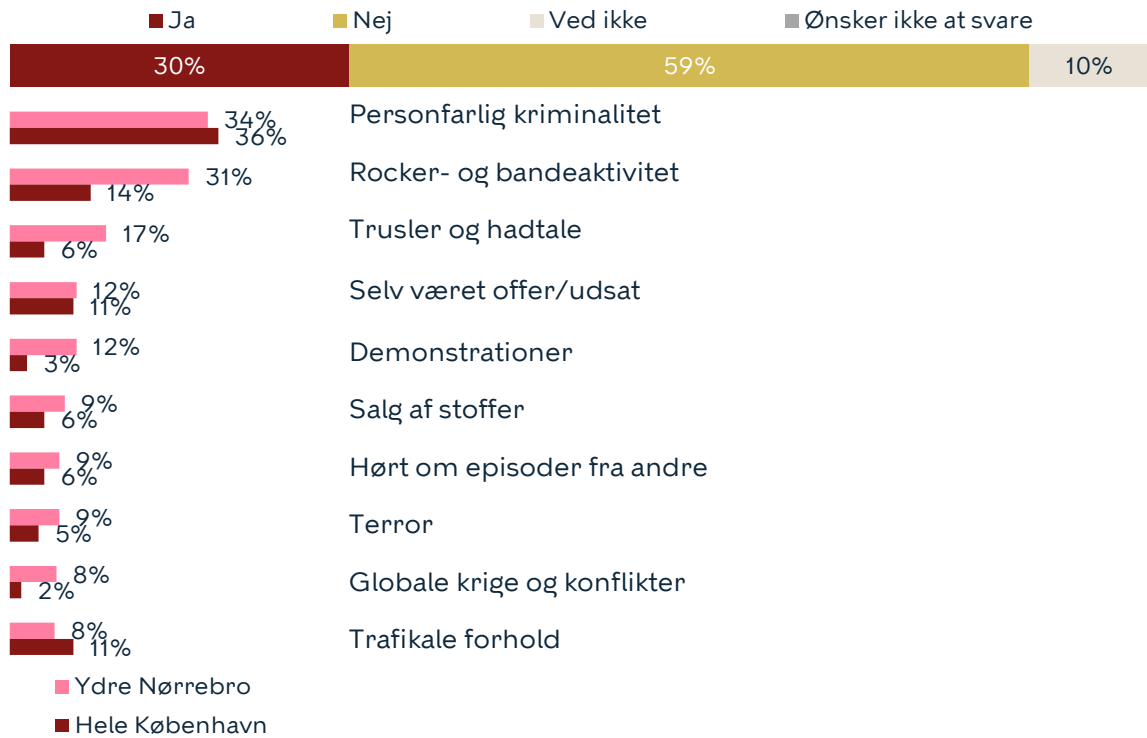 Ja Nej Ved ikke Ønsker ikke at svare
30% 59% 10%
34% Personfarlig kriminalitet
36%
31% Rocker- og bandeaktivitet
14%
17% Trusler og hadtale
6%
12% Selv været offer/udsat
11%
12% Demonstrationer
3%
9% Salg af stoffer
6%
9% Hørt om episoder fra andre
6%
9% Terror
5%
8% Globale krige og konflikter
2%
8% Trafikale forhold
11%
Ydre Nørrebro
Hele København